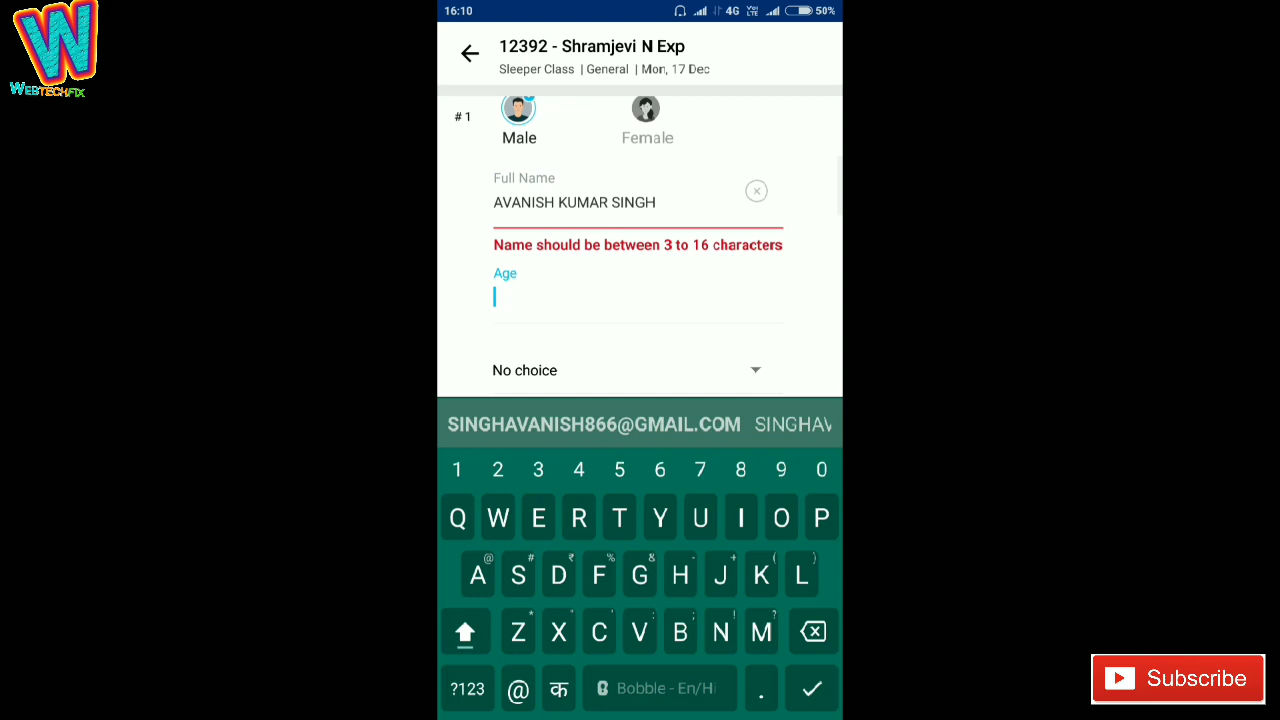 W
WEBTECHFIX
16:10
4G VoLTE 50%
12392 - Shramjevi N Exp
Sleeper Class | General | Mon, 17 Dec
# 1
Male
Female
Full Name
AVANISH KUMAR SINGH
Name should be between 3 to 16 characters
Age
No choice
SINGHAVANISH866@GMAIL.COM SINGHAV
1 2 3 4 5 6 7 8 9 0
Q W E R T Y U I O P
@ # ₹ % & - + ( )
A S D F G H J K L
* " ' : ; ! ?
Z X C V B N M
?123 @ क Bobble - En/Hi .
Subscribe